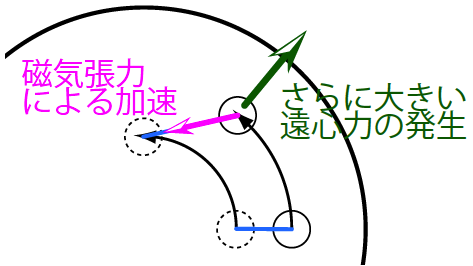 磁気張力
による加速
さらに大きい
遠心力の発生